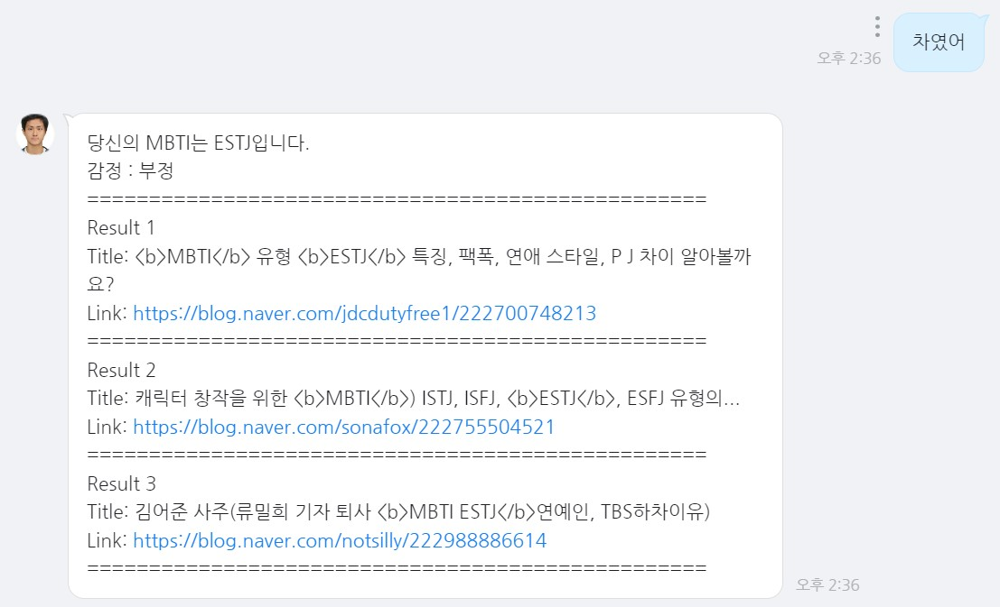 차였어
오후 2:36
당신의 MBTI는 ESTJ입니다.
감정 : 부정
==================================================
Result 1
Title: <b>MBTI</b> 유형 <b>ESTJ</b> 특징, 팩폭, 연애 스타일, P J 차이 알아볼까
요?
Link: https://blog.naver.com/jdcdutyfree1/222700748213
==================================================
Result 2
Title: 캐릭터 창작을 위한 <b>MBTI</b>) ISTJ, ISFJ, <b>ESTJ</b>, ESFJ 유형의...
Link: https://blog.naver.com/sonafox/222755504521
==================================================
Result 3
Title: 김어준 사주(류밀희 기자 퇴사 <b>MBTI ESTJ</b>연예인, TBS하차이유)
Link: https://blog.naver.com/notsilly/222988886614
==================================================
오후 2:36